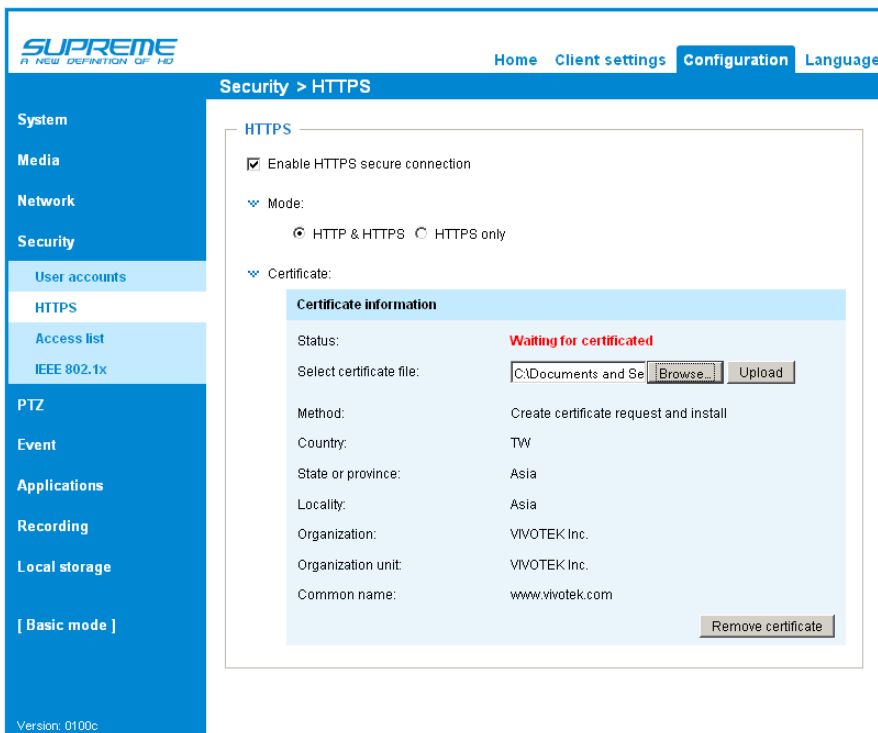 SUPREME
A NEW DEFINITION OF HD
Home Client settings Configuration Language
Security > HTTPS
System
Media
Network
Security
User accounts
HTTPS
Access list
IEEE 802.1x
PTZ
Event
Applications
Recording
Local storage
[ Basic mode ]
Version: 0100c
HTTPS
Enable HTTPS secure connection
Mode:
HTTP & HTTPS HTTPS only
Certificate:
Certificate information
Status: Waiting for certificated
Select certificate file: C:\Documents and Se Browse... Upload
Method: Create certificate request and install
Country: TW
State or province: Asia
Locality: Asia
Organization: VIVOTEK Inc.
Organization unit: VIVOTEK Inc.
Common name: www.vivotek.com
Remove certificate